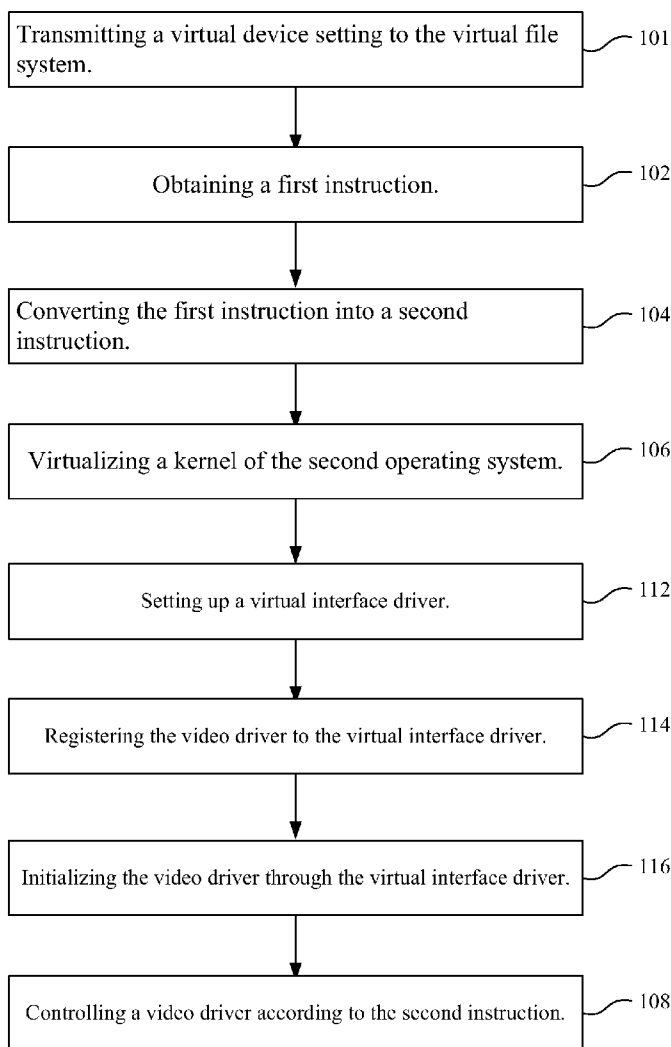 Transmitting a virtual device setting to the virtual file
system.
101
Obtaining a first instruction.
102
Converting the first instruction into a second
instruction.
104
Virtualizing a kernel of the second operating system.
106
Setting up a virtual interface driver.
112
Registering the video driver to the virtual interface driver.
114
Initializing the video driver through the virtual interface driver.
116
Controlling a video driver according to the second instruction.
108